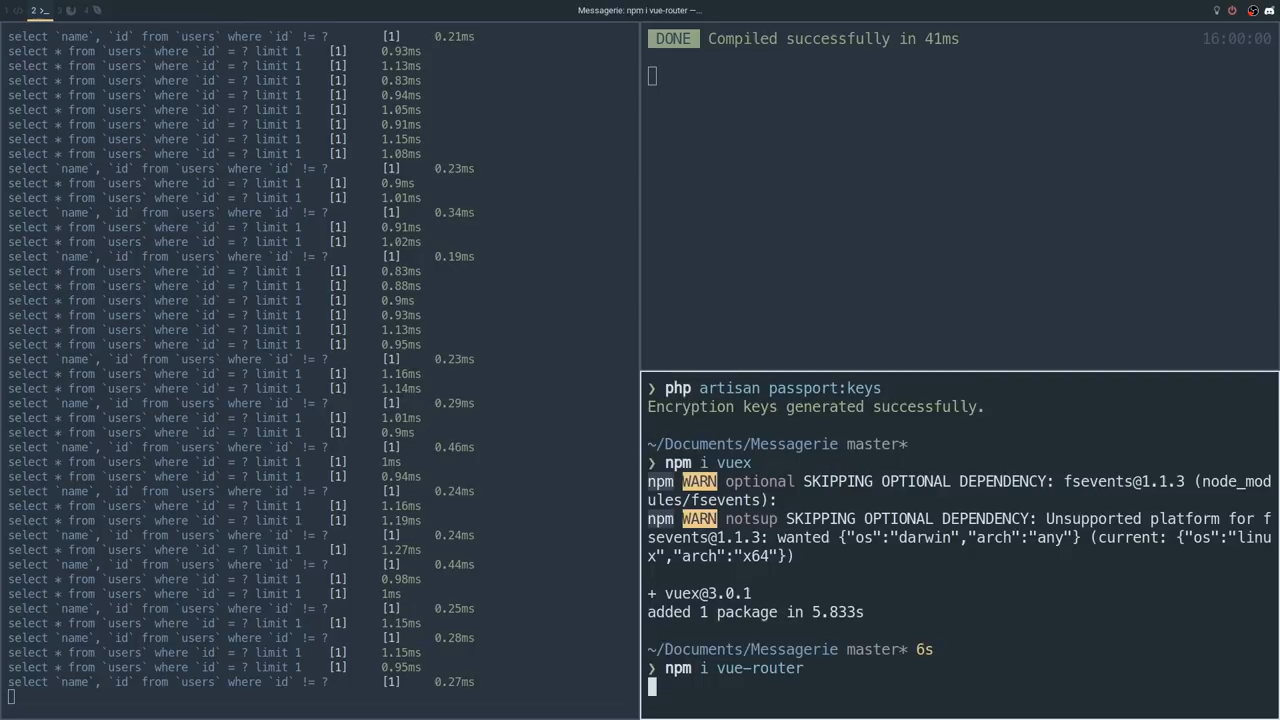 1 </> 2 >_ 3 4
Messagerie: npm i vue-router —...
select `name`, `id` from `users` where `id` != ? [1] 0.21ms
select * from `users` where `id` = ? limit 1 [1] 0.93ms
select * from `users` where `id` = ? limit 1 [1] 1.13ms
select * from `users` where `id` = ? limit 1 [1] 0.83ms
select * from `users` where `id` = ? limit 1 [1] 0.94ms
select * from `users` where `id` = ? limit 1 [1] 1.05ms
select * from `users` where `id` = ? limit 1 [1] 0.91ms
select * from `users` where `id` = ? limit 1 [1] 1.15ms
select * from `users` where `id` = ? limit 1 [1] 1.08ms
select `name`, `id` from `users` where `id` != ? [1] 0.23ms
select * from `users` where `id` = ? limit 1 [1] 0.9ms
select * from `users` where `id` = ? limit 1 [1] 1.01ms
select `name`, `id` from `users` where `id` != ? [1] 0.34ms
select * from `users` where `id` = ? limit 1 [1] 0.91ms
select * from `users` where `id` = ? limit 1 [1] 1.02ms
select `name`, `id` from `users` where `id` != ? [1] 0.19ms
select * from `users` where `id` = ? limit 1 [1] 0.83ms
select * from `users` where `id` = ? limit 1 [1] 0.88ms
select * from `users` where `id` = ? limit 1 [1] 0.9ms
select * from `users` where `id` = ? limit 1 [1] 0.93ms
select * from `users` where `id` = ? limit 1 [1] 1.13ms
select * from `users` where `id` = ? limit 1 [1] 0.95ms
select `name`, `id` from `users` where `id` != ? [1] 0.23ms
select * from `users` where `id` = ? limit 1 [1] 1.16ms
select * from `users` where `id` = ? limit 1 [1] 1.14ms
select `name`, `id` from `users` where `id` != ? [1] 0.29ms
select * from `users` where `id` = ? limit 1 [1] 1.01ms
select * from `users` where `id` = ? limit 1 [1] 0.9ms
select `name`, `id` from `users` where `id` != ? [1] 0.46ms
select * from `users` where `id` = ? limit 1 [1] 1ms
select * from `users` where `id` = ? limit 1 [1] 0.94ms
select `name`, `id` from `users` where `id` != ? [1] 0.24ms
select * from `users` where `id` = ? limit 1 [1] 1.16ms
select * from `users` where `id` = ? limit 1 [1] 1.19ms
select `name`, `id` from `users` where `id` != ? [1] 0.24ms
select * from `users` where `id` = ? limit 1 [1] 1.27ms
select `name`, `id` from `users` where `id` != ? [1] 0.44ms
select * from `users` where `id` = ? limit 1 [1] 0.98ms
select * from `users` where `id` = ? limit 1 [1] 1ms
select `name`, `id` from `users` where `id` != ? [1] 0.25ms
select * from `users` where `id` = ? limit 1 [1] 1.15ms
select `name`, `id` from `users` where `id` != ? [1] 0.28ms
select * from `users` where `id` = ? limit 1 [1] 1.15ms
select * from `users` where `id` = ? limit 1 [1] 0.95ms
select `name`, `id` from `users` where `id` != ? [1] 0.27ms
DONE Compiled successfully in 41ms 16:00:00
❯ php artisan passport:keys
Encryption keys generated successfully.
~/Documents/Messagerie master*
❯ npm i vuex
npm WARN optional SKIPPING OPTIONAL DEPENDENCY: fsevents@1.1.3 (node_mod
ules/fsevents):
npm WARN notsup SKIPPING OPTIONAL DEPENDENCY: Unsupported platform for f
sevents@1.1.3: wanted {"os":"darwin","arch":"any"} (current: {"os":"linu
x","arch":"x64"})
+ vuex@3.0.1
added 1 package in 5.833s
~/Documents/Messagerie master* 6s
❯ npm i vue-router